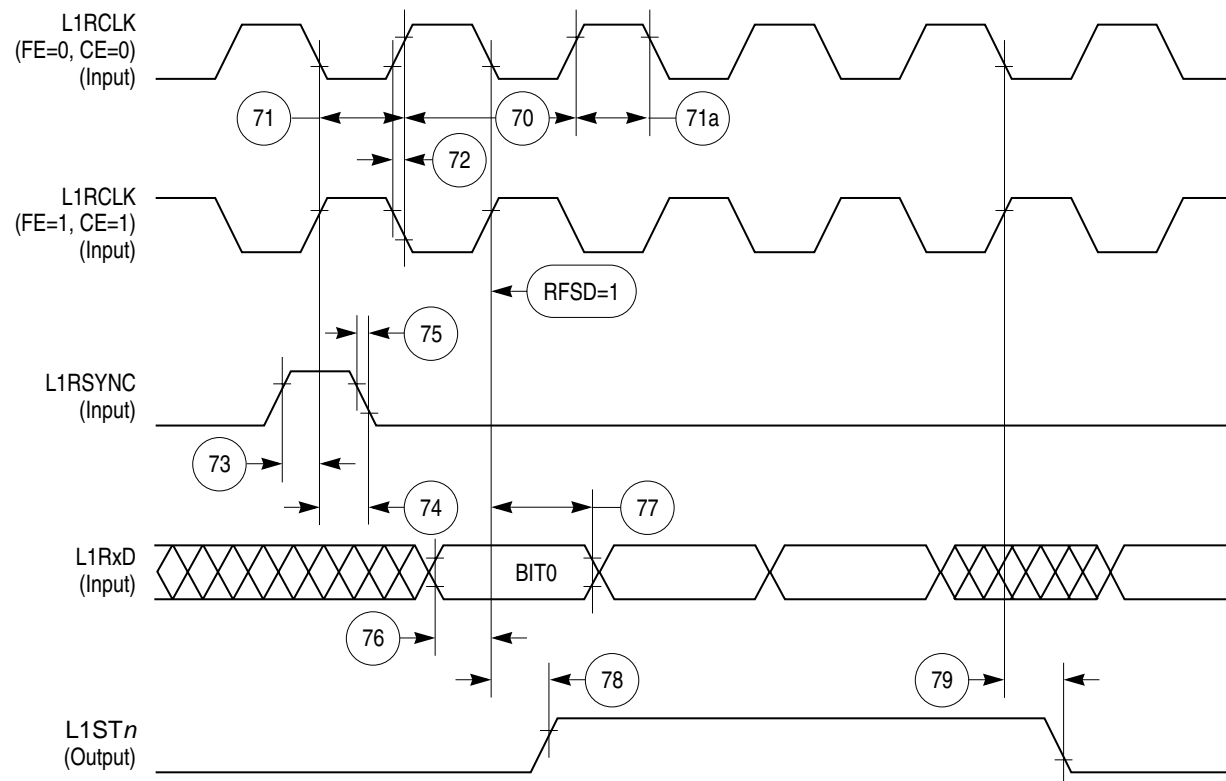 L1RCLK
(FE=0, CE=0)
(Input)
71
70
71a
72
L1RCLK
(FE=1, CE=1)
(Input)
RFSD=1
75
L1RSYNC
(Input)
73
74
77
L1RxD
(Input)
BIT0
76
78
79
L1STn
(Output)